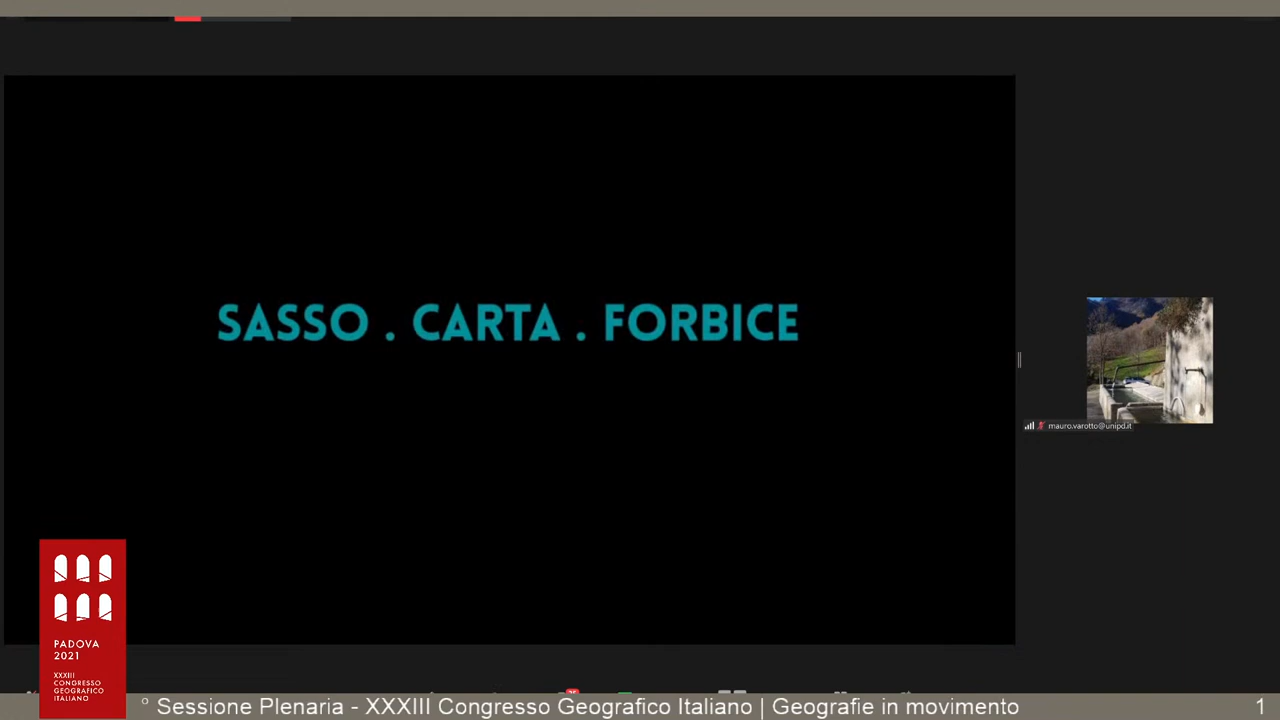 SASSO . CARTA . FORBICE
mauro.varotto@unipd.it
PADOVA
2021
XXXIII
CONGRESSO
GEOGRAFICO
ITALIANO
° Sessione Plenaria - XXXIII Congresso Geografico Italiano | Geografie in movimento
1